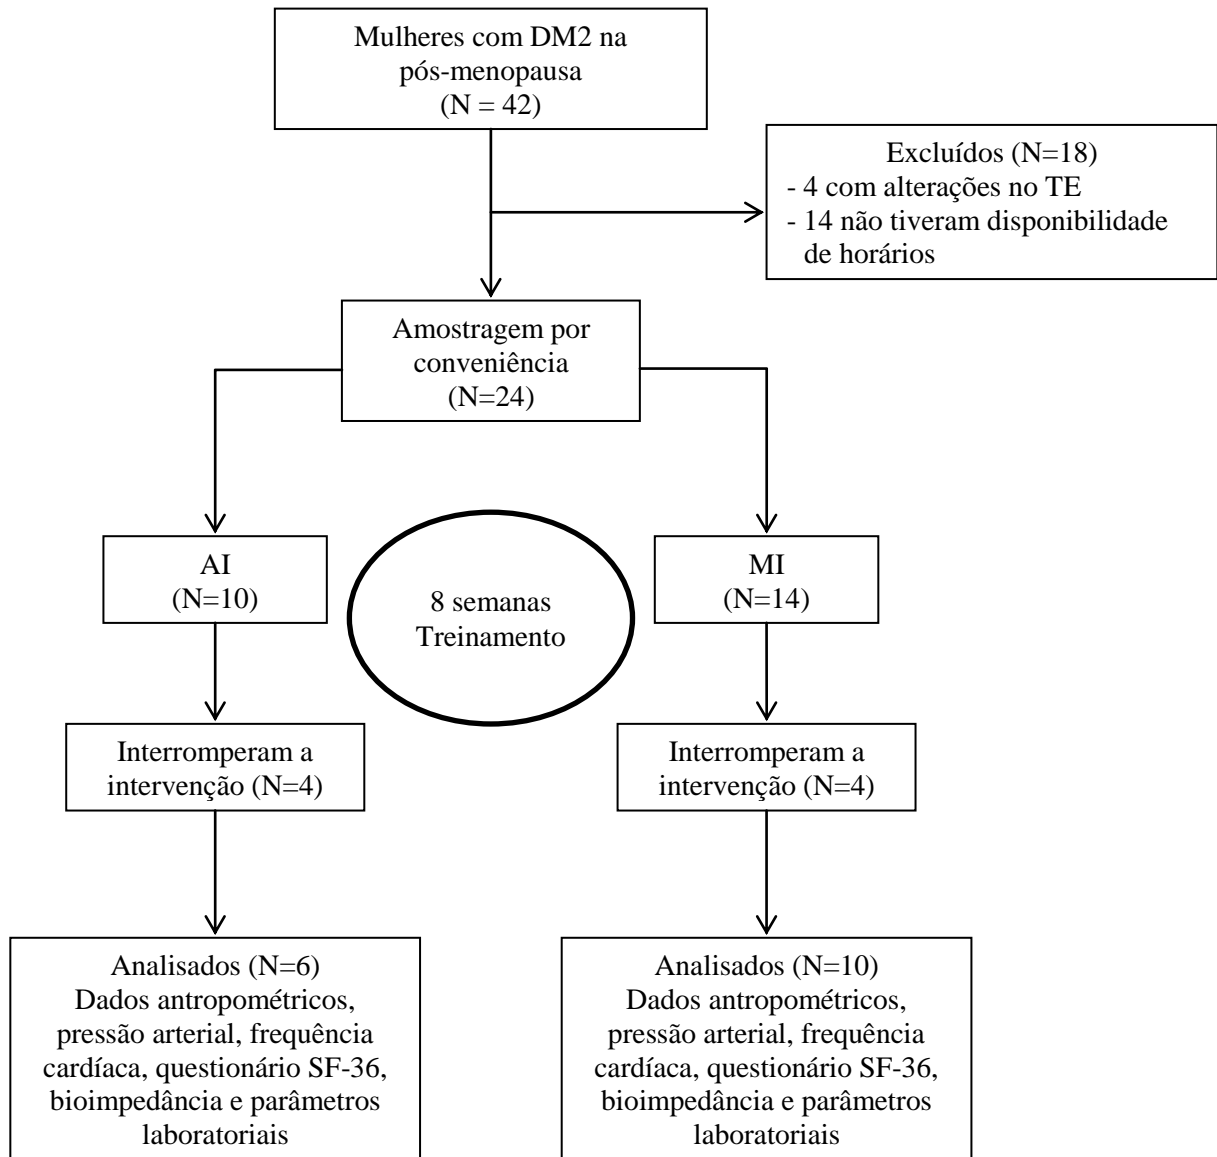 Mulheres com DM2 na
pós-menopausa
(N = 42)
Excluídos (N=18)
- 4 com alterações no TE
- 14 não tiveram disponibilidade
de horários
Amostragem por
conveniência
(N=24)
AI
(N=10)
8 semanas
Treinamento
MI
(N=14)
Interromperam a
intervenção (N=4)
Interromperam a
intervenção (N=4)
Analisados (N=6)
Dados antropométricos,
pressão arterial, frequência
cardíaca, questionário SF-36,
bioimpedância e parâmetros
laboratoriais
Analisados (N=10)
Dados antropométricos,
pressão arterial, frequência
cardíaca, questionário SF-36,
bioimpedância e parâmetros
laboratoriais